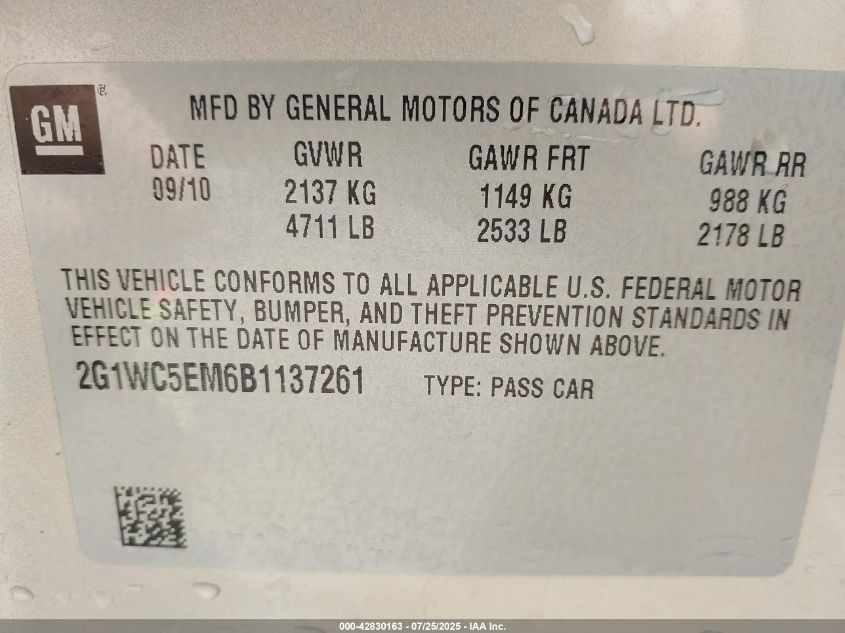 GM ®
MFD BY GENERAL MOTORS OF CANADA LTD.
DATE GVWR GAWR FRT GAWR RR
09/10 2137 KG 1149 KG 988 KG
4711 LB 2533 LB 2178 LB
THIS VEHICLE CONFORMS TO ALL APPLICABLE U.S. FEDERAL MOTOR
VEHICLE SAFETY, BUMPER, AND THEFT PREVENTION STANDARDS IN
EFFECT ON THE DATE OF MANUFACTURE SHOWN ABOVE.
2G1WC5EM6B1137261 TYPE: PASS CAR
000-42830163 - 07/25/2025 - IAA Inc.